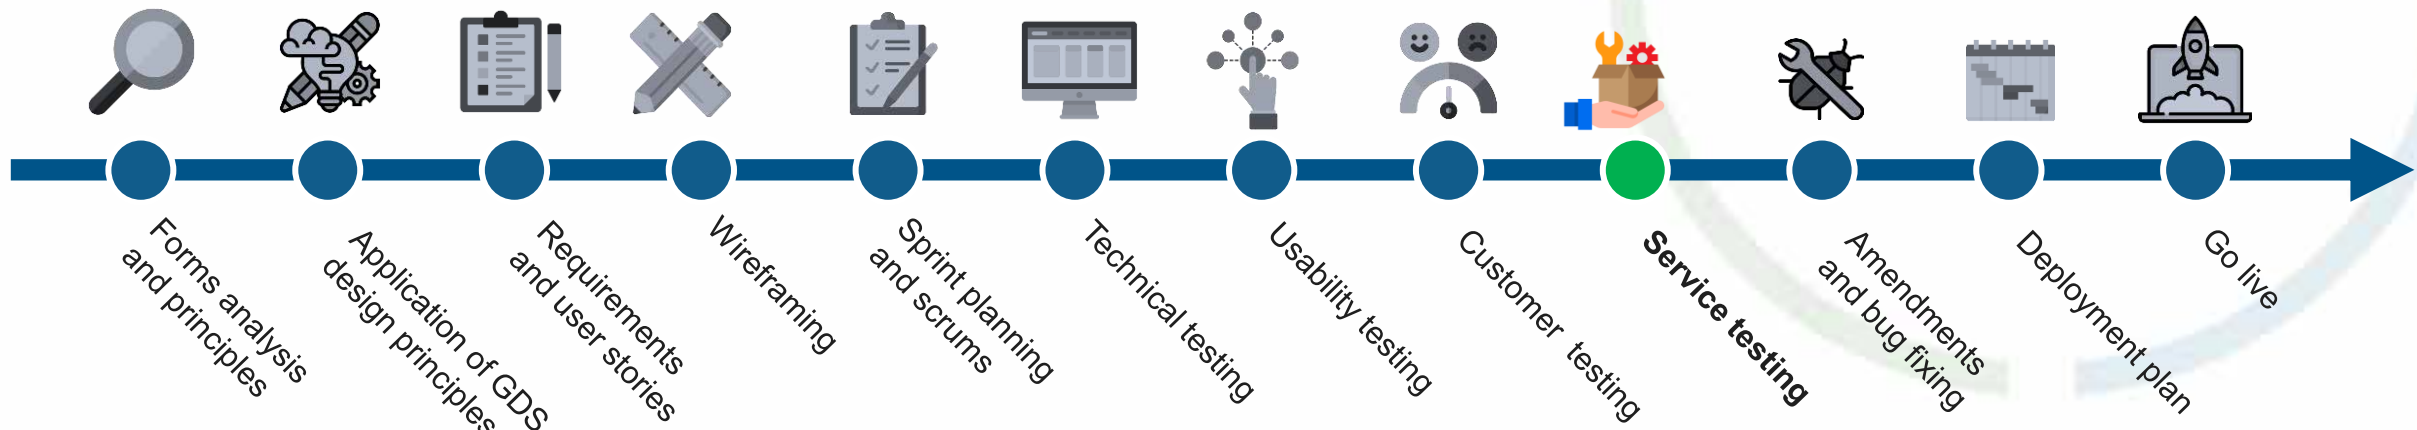 Forms analysis
and principles
Application of GDS
design principles
Requirements
and user stories
Wireframing
Sprint planning
and scrums
Technical testing
Usability testing
Customer testing
Service testing
Amendments
and bug fixing
Deployment plan
Go live